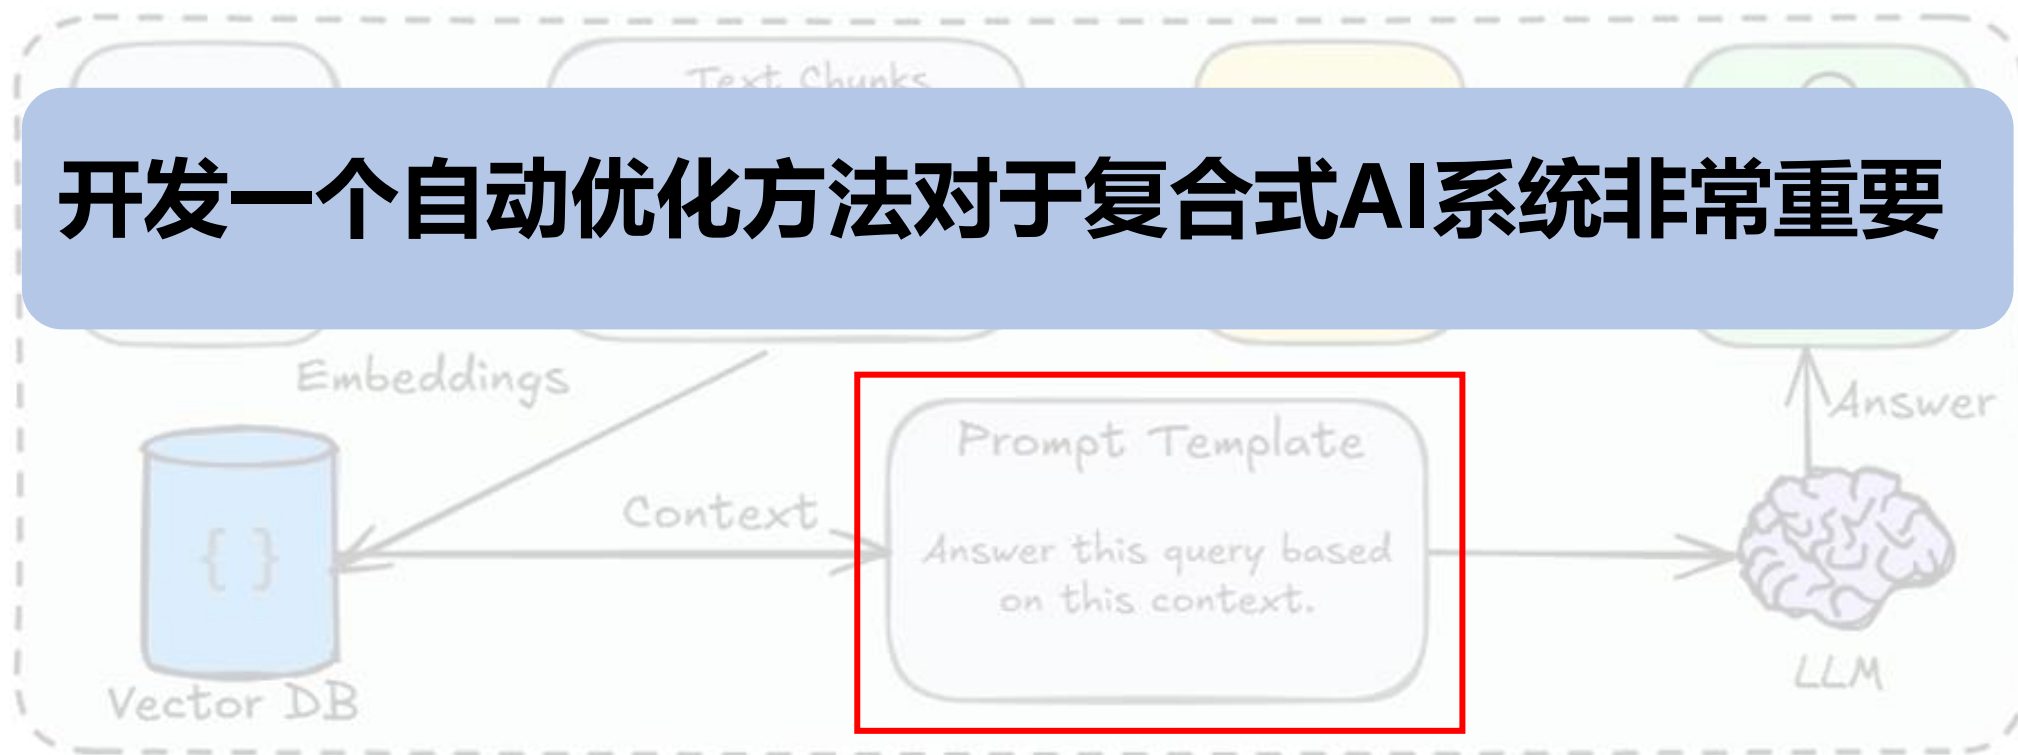 Text Chunks
开发一个自动优化方法对于复合式AI系统非常重要
Embeddings
Answer
Prompt Template
Context
Answer this query based
on this context.
{ }
LLM
Vector DB